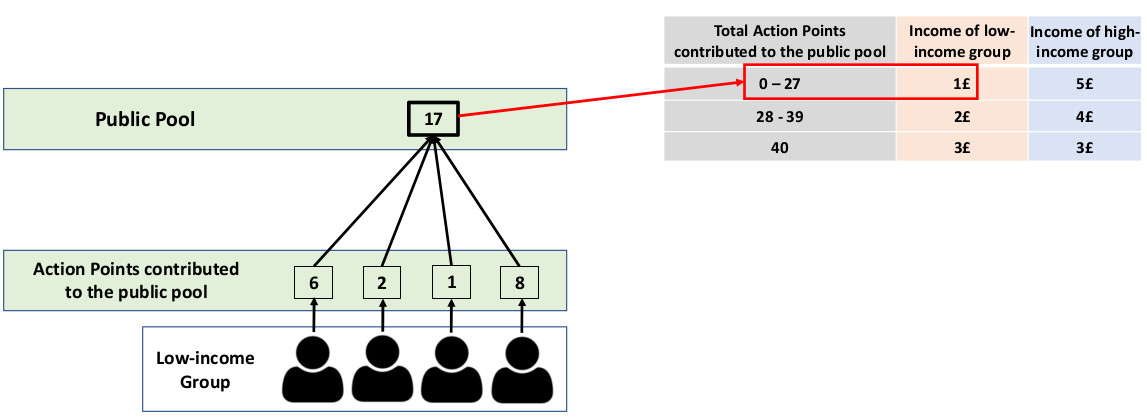 Total Action Points
contributed to the public pool
Income of low-
income group
Income of high-
income group
0 – 27 1£ 5£
28 - 39 2£ 4£
40 3£ 3£
Public Pool 17
Action Points contributed
to the public pool
6 2 1 8
Low-income
Group